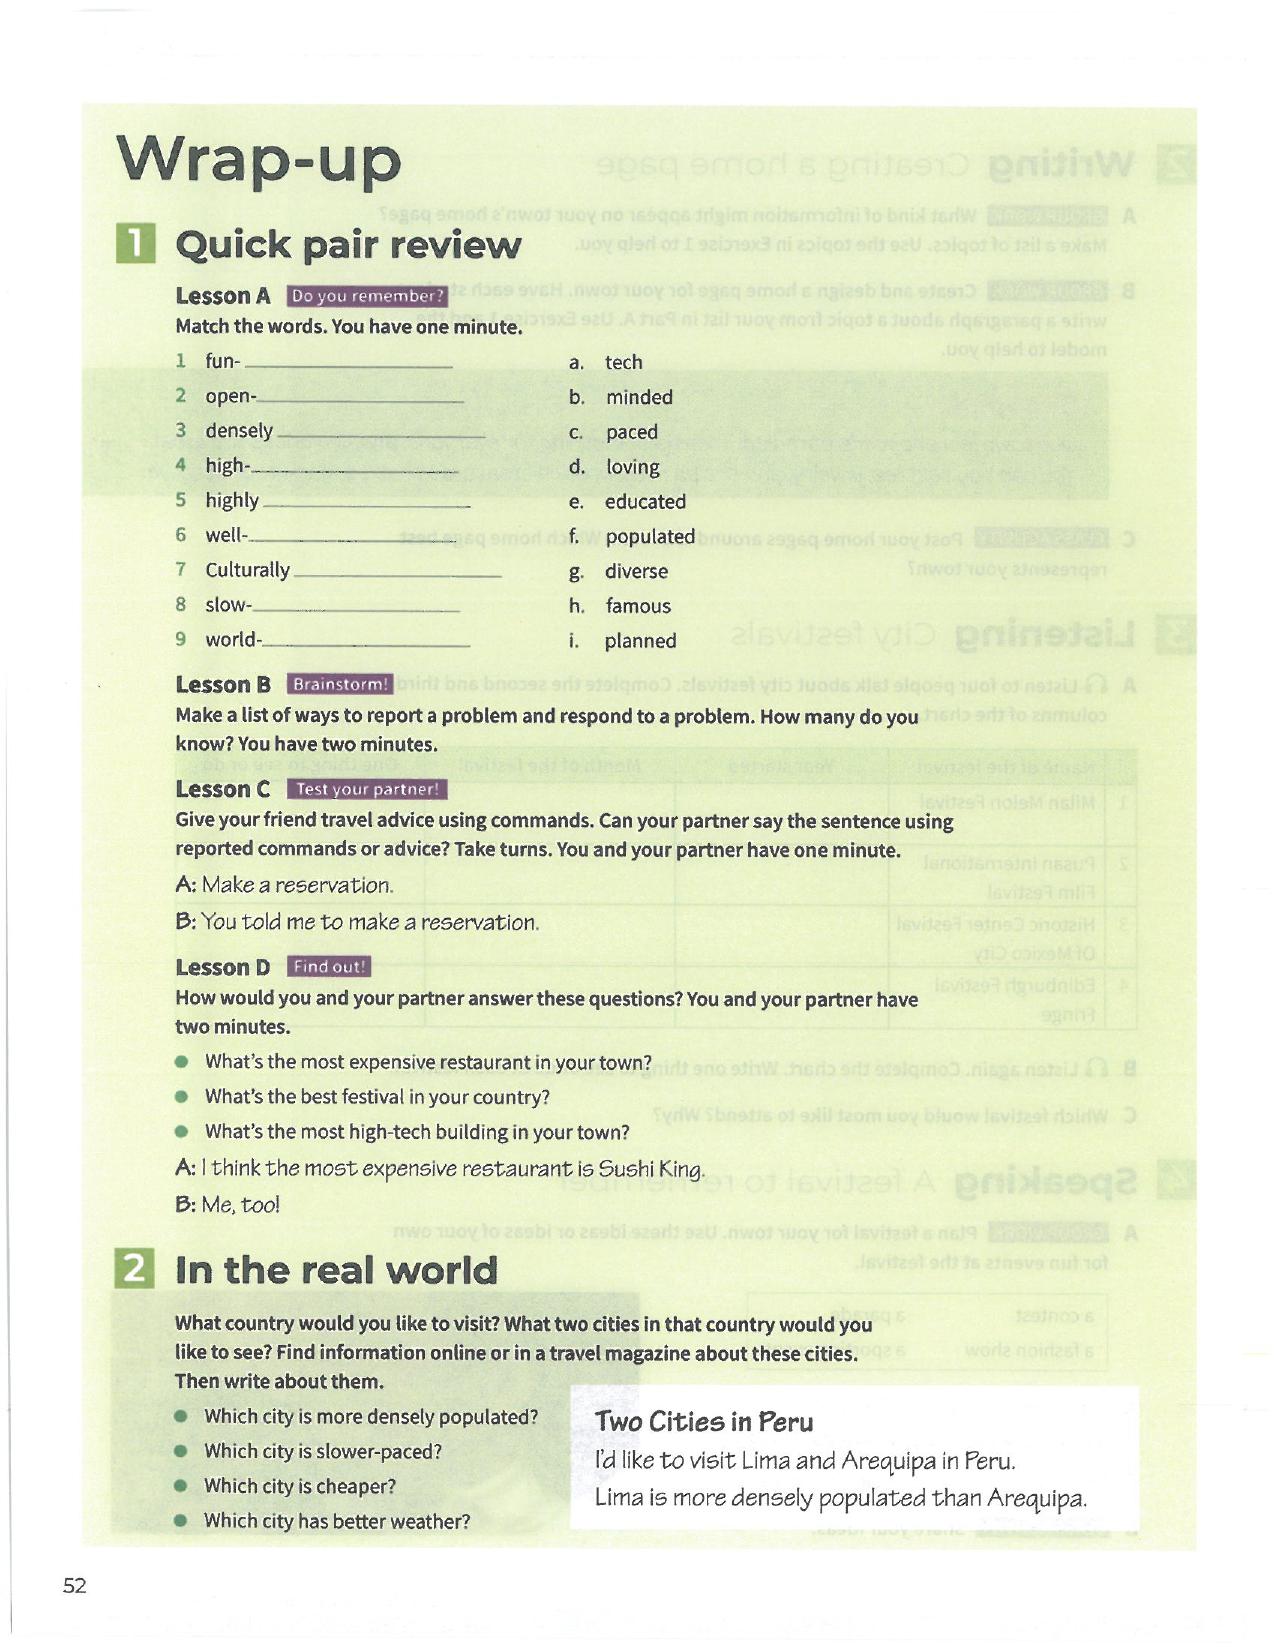 Wrap-up
1 Quick pair review
Lesson A Do you remember?
Match the words. You have one minute.
1 fun-____________ a. tech
2 open-____________ b. minded
3 densely ____________ c. paced
4 high-____________ d. loving
5 highly ____________ e. educated
6 well-____________ f. populated
7 Culturally ____________ g. diverse
8 slow-____________ h. famous
9 world-____________ i. planned
Lesson B Brainstorm!
Make a list of ways to report a problem and respond to a problem. How many do you
know? You have two minutes.
Lesson C Test your partner!
Give your friend travel advice using commands. Can your partner say the sentence using
reported commands or advice? Take turns. You and your partner have one minute.
A: Make a reservation.
B: You told me to make a reservation.
Lesson D Find out!
How would you and your partner answer these questions? You and your partner have
two minutes.
• What's the most expensive restaurant in your town?
• What's the best festival in your country?
• What's the most high-tech building in your town?
A: I think the most expensive restaurant is Sushi King.
B: Me, too!
2 In the real world
What country would you like to visit? What two cities in that country would you
like to see? Find information online or in a travel magazine about these cities.
Then write about them.
• Which city is more densely populated?
• Which city is slower-paced?
• Which city is cheaper?
• Which city has better weather?
Two Cities in Peru
I'd like to visit Lima and Arequipa in Peru.
Lima is more densely populated than Arequipa.
52